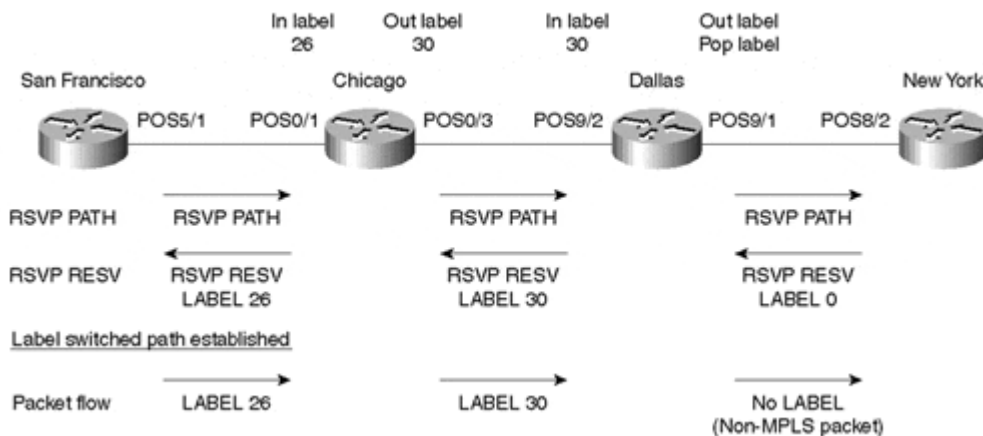 In label Out label In label Out label
26 30 30 Pop label
San Francisco Chicago Dallas New York
POS5/1 POS0/1 POS0/3 POS9/2 POS9/1 POS8/2
RSVP PATH RSVP PATH RSVP PATH RSVP PATH
RSVP RESV RSVP RESV RSVP RESV RSVP RESV
LABEL 26 LABEL 30 LABEL 0
Label switched path established
Packet flow LABEL 26 LABEL 30 No LABEL
(Non-MPLS packet)